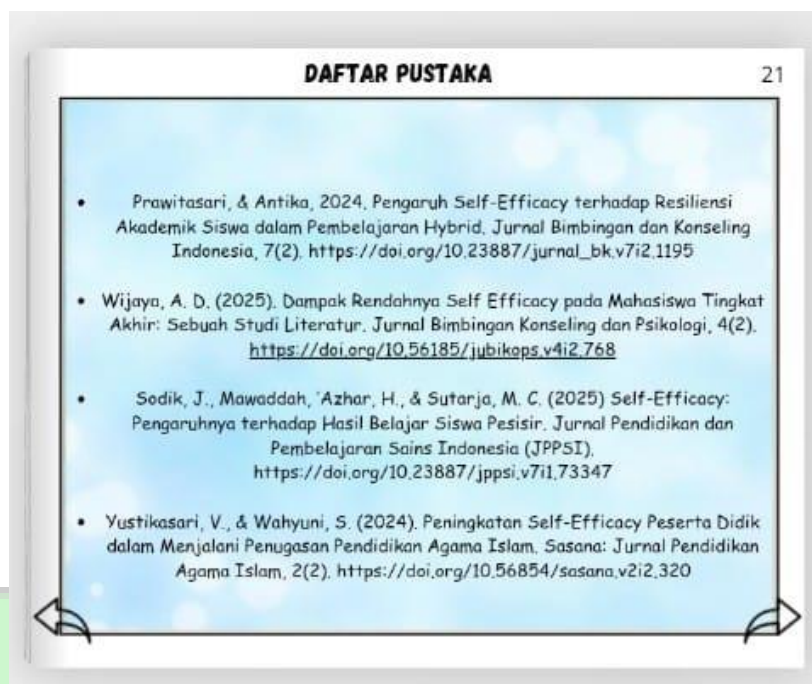 DAFTAR PUSTAKA
21
• Prawitasari, & Antika, 2024. Pengaruh Self-Efficacy terhadap Resiliensi
Akademik Siswa dalam Pembelajaran Hybrid. Jurnal Bimbingan dan Konseling
Indonesia, 7(2). https://doi.org/10.23887/jurnal_bk.v7i2.1195
• Wijaya, A. D. (2025). Dampak Rendahnya Self Efficacy pada Mahasiswa Tingkat
Akhir: Sebuah Studi Literatur. Jurnal Bimbingan Konseling dan Psikologi, 4(2).
https://doi.org/10.56185/jubikops.v4i2.768
• Sodik, J., Mawaddah, 'Azhar, H., & Sutarja, M. C. (2025) Self-Efficacy:
Pengaruhnya terhadap Hasil Belajar Siswa Pesisir. Jurnal Pendidikan dan
Pembelajaran Sains Indonesia (JPPSI).
https://doi.org/10.23887/jppsi.v7i1.73347
• Yustikasari, V., & Wahyuni, S. (2024). Peningkatan Self-Efficacy Peserta Didik
dalam Menjalani Penugasan Pendidikan Agama Islam. Sasana: Jurnal Pendidikan
Agama Islam, 2(2). https://doi.org/10.56854/sasana.v2i2.320